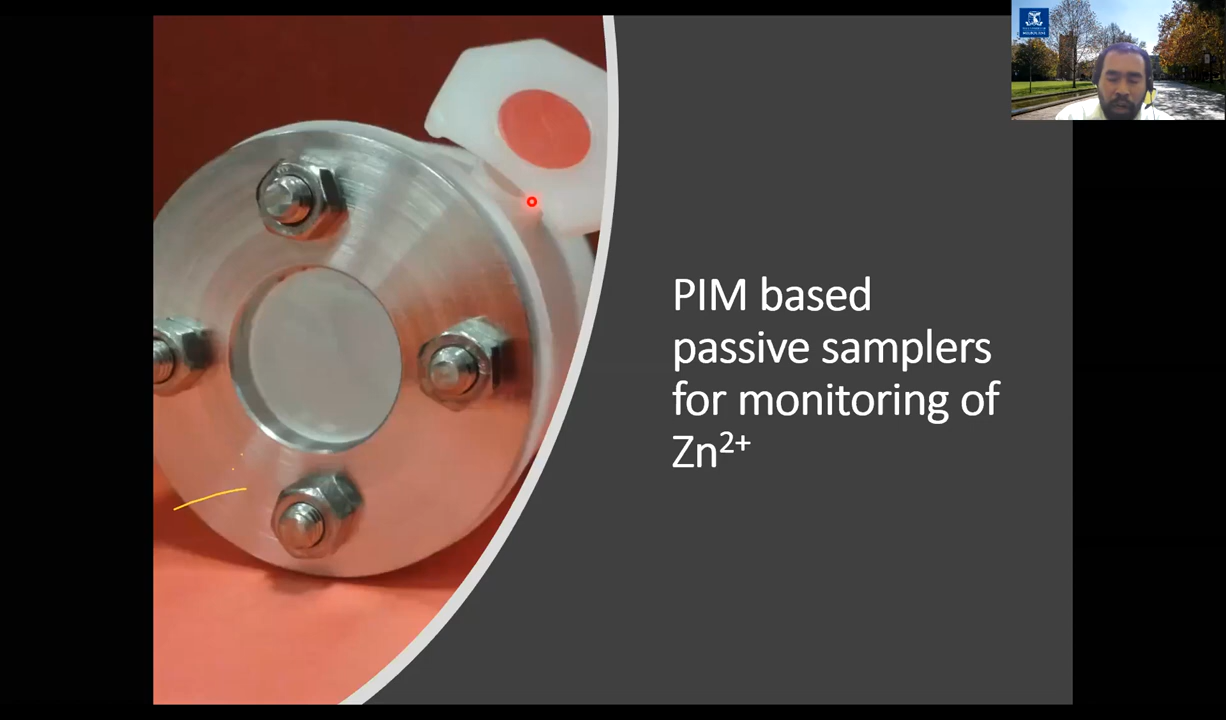 PIM based
passive samplers
for monitoring of
Zn²⁺